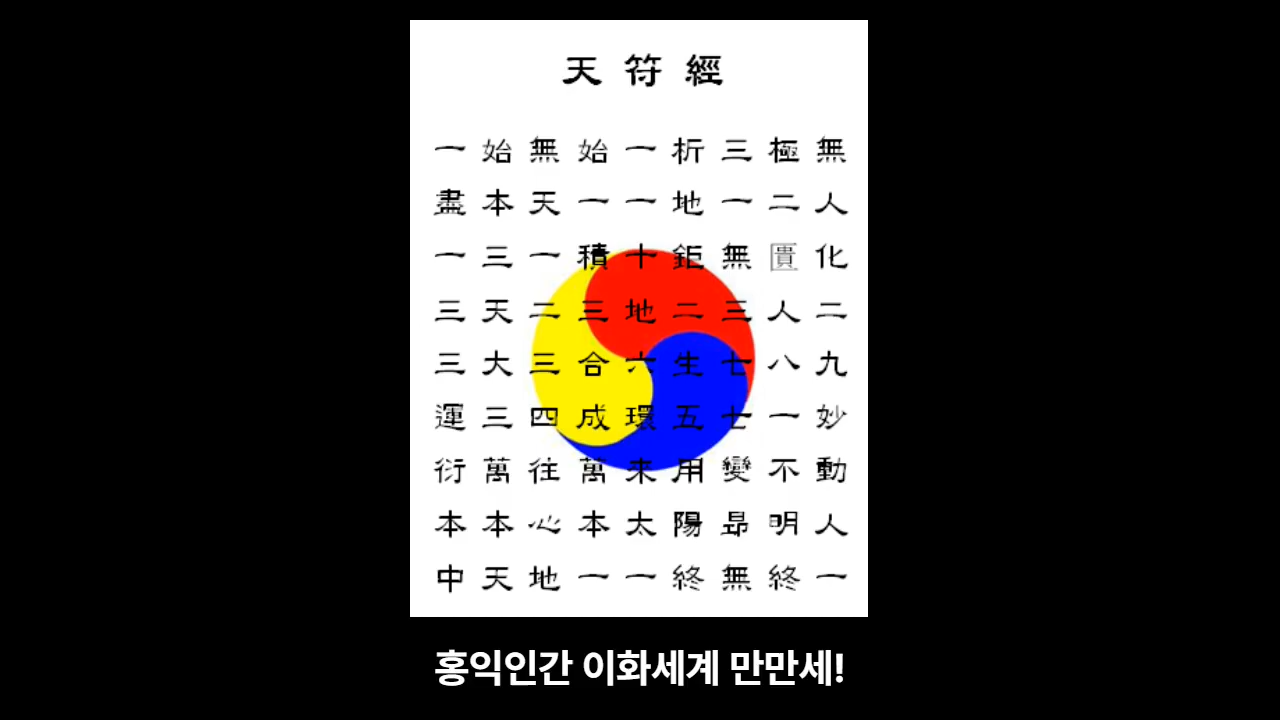 天符經
一始無始一析三極無
盡本天一一地一二人
一三一積十鉅無匱化
三天二三地二三人二
三大三合六生七八九
運三四成環五七一妙
衍萬往萬來用變不動
本本心本太陽昻明人
中天地一一終無終一
홍익인간 이화세계 만만세!